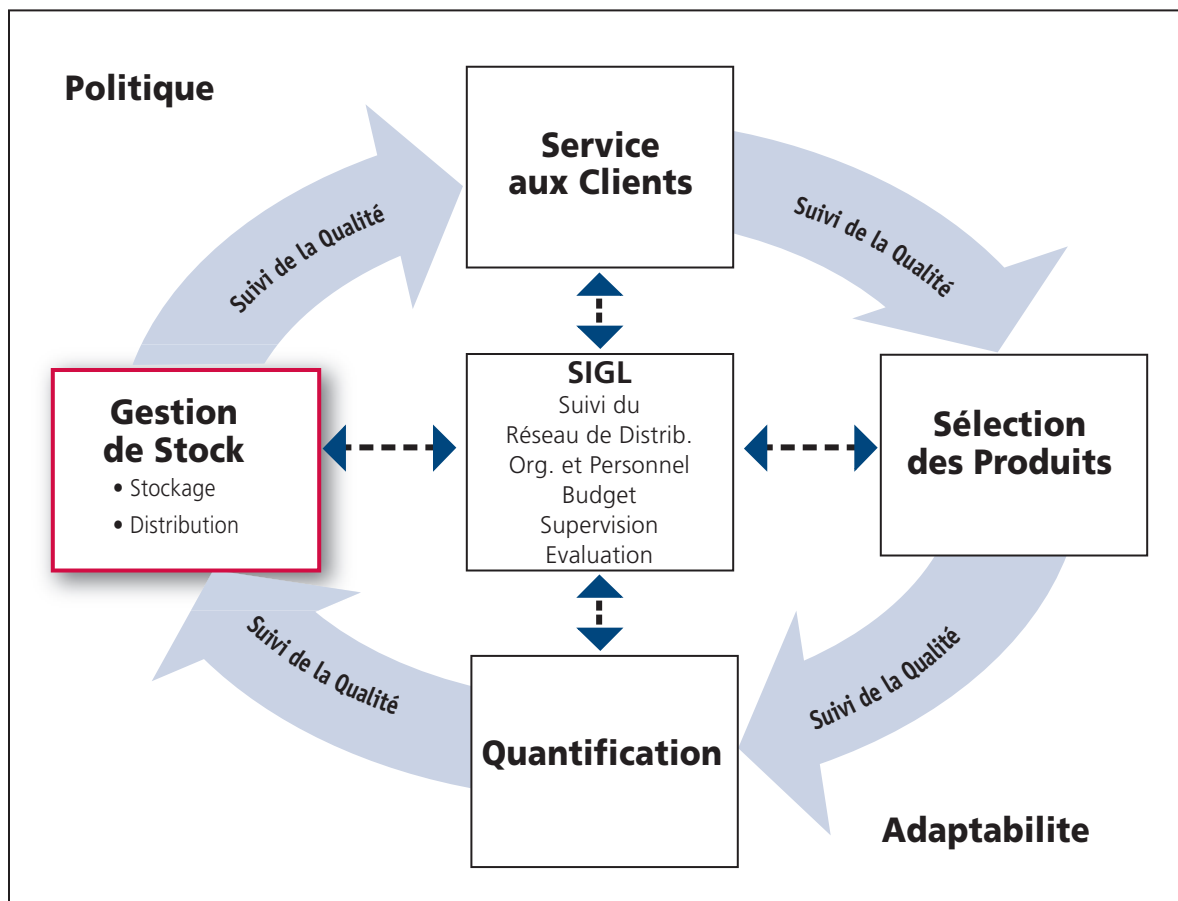 Politique
Service
aux Clients
Suivi de la Qualité
Suivi de la Qualité
Gestion
de Stock
• Stockage
• Distribution
SIGL
Suivi du
Réseau de Distrib.
Org. et Personnel
Budget
Supervision
Evaluation
Sélection
des Produits
Suivi de la Qualité
Suivi de la Qualité
Quantification
Adaptabilite